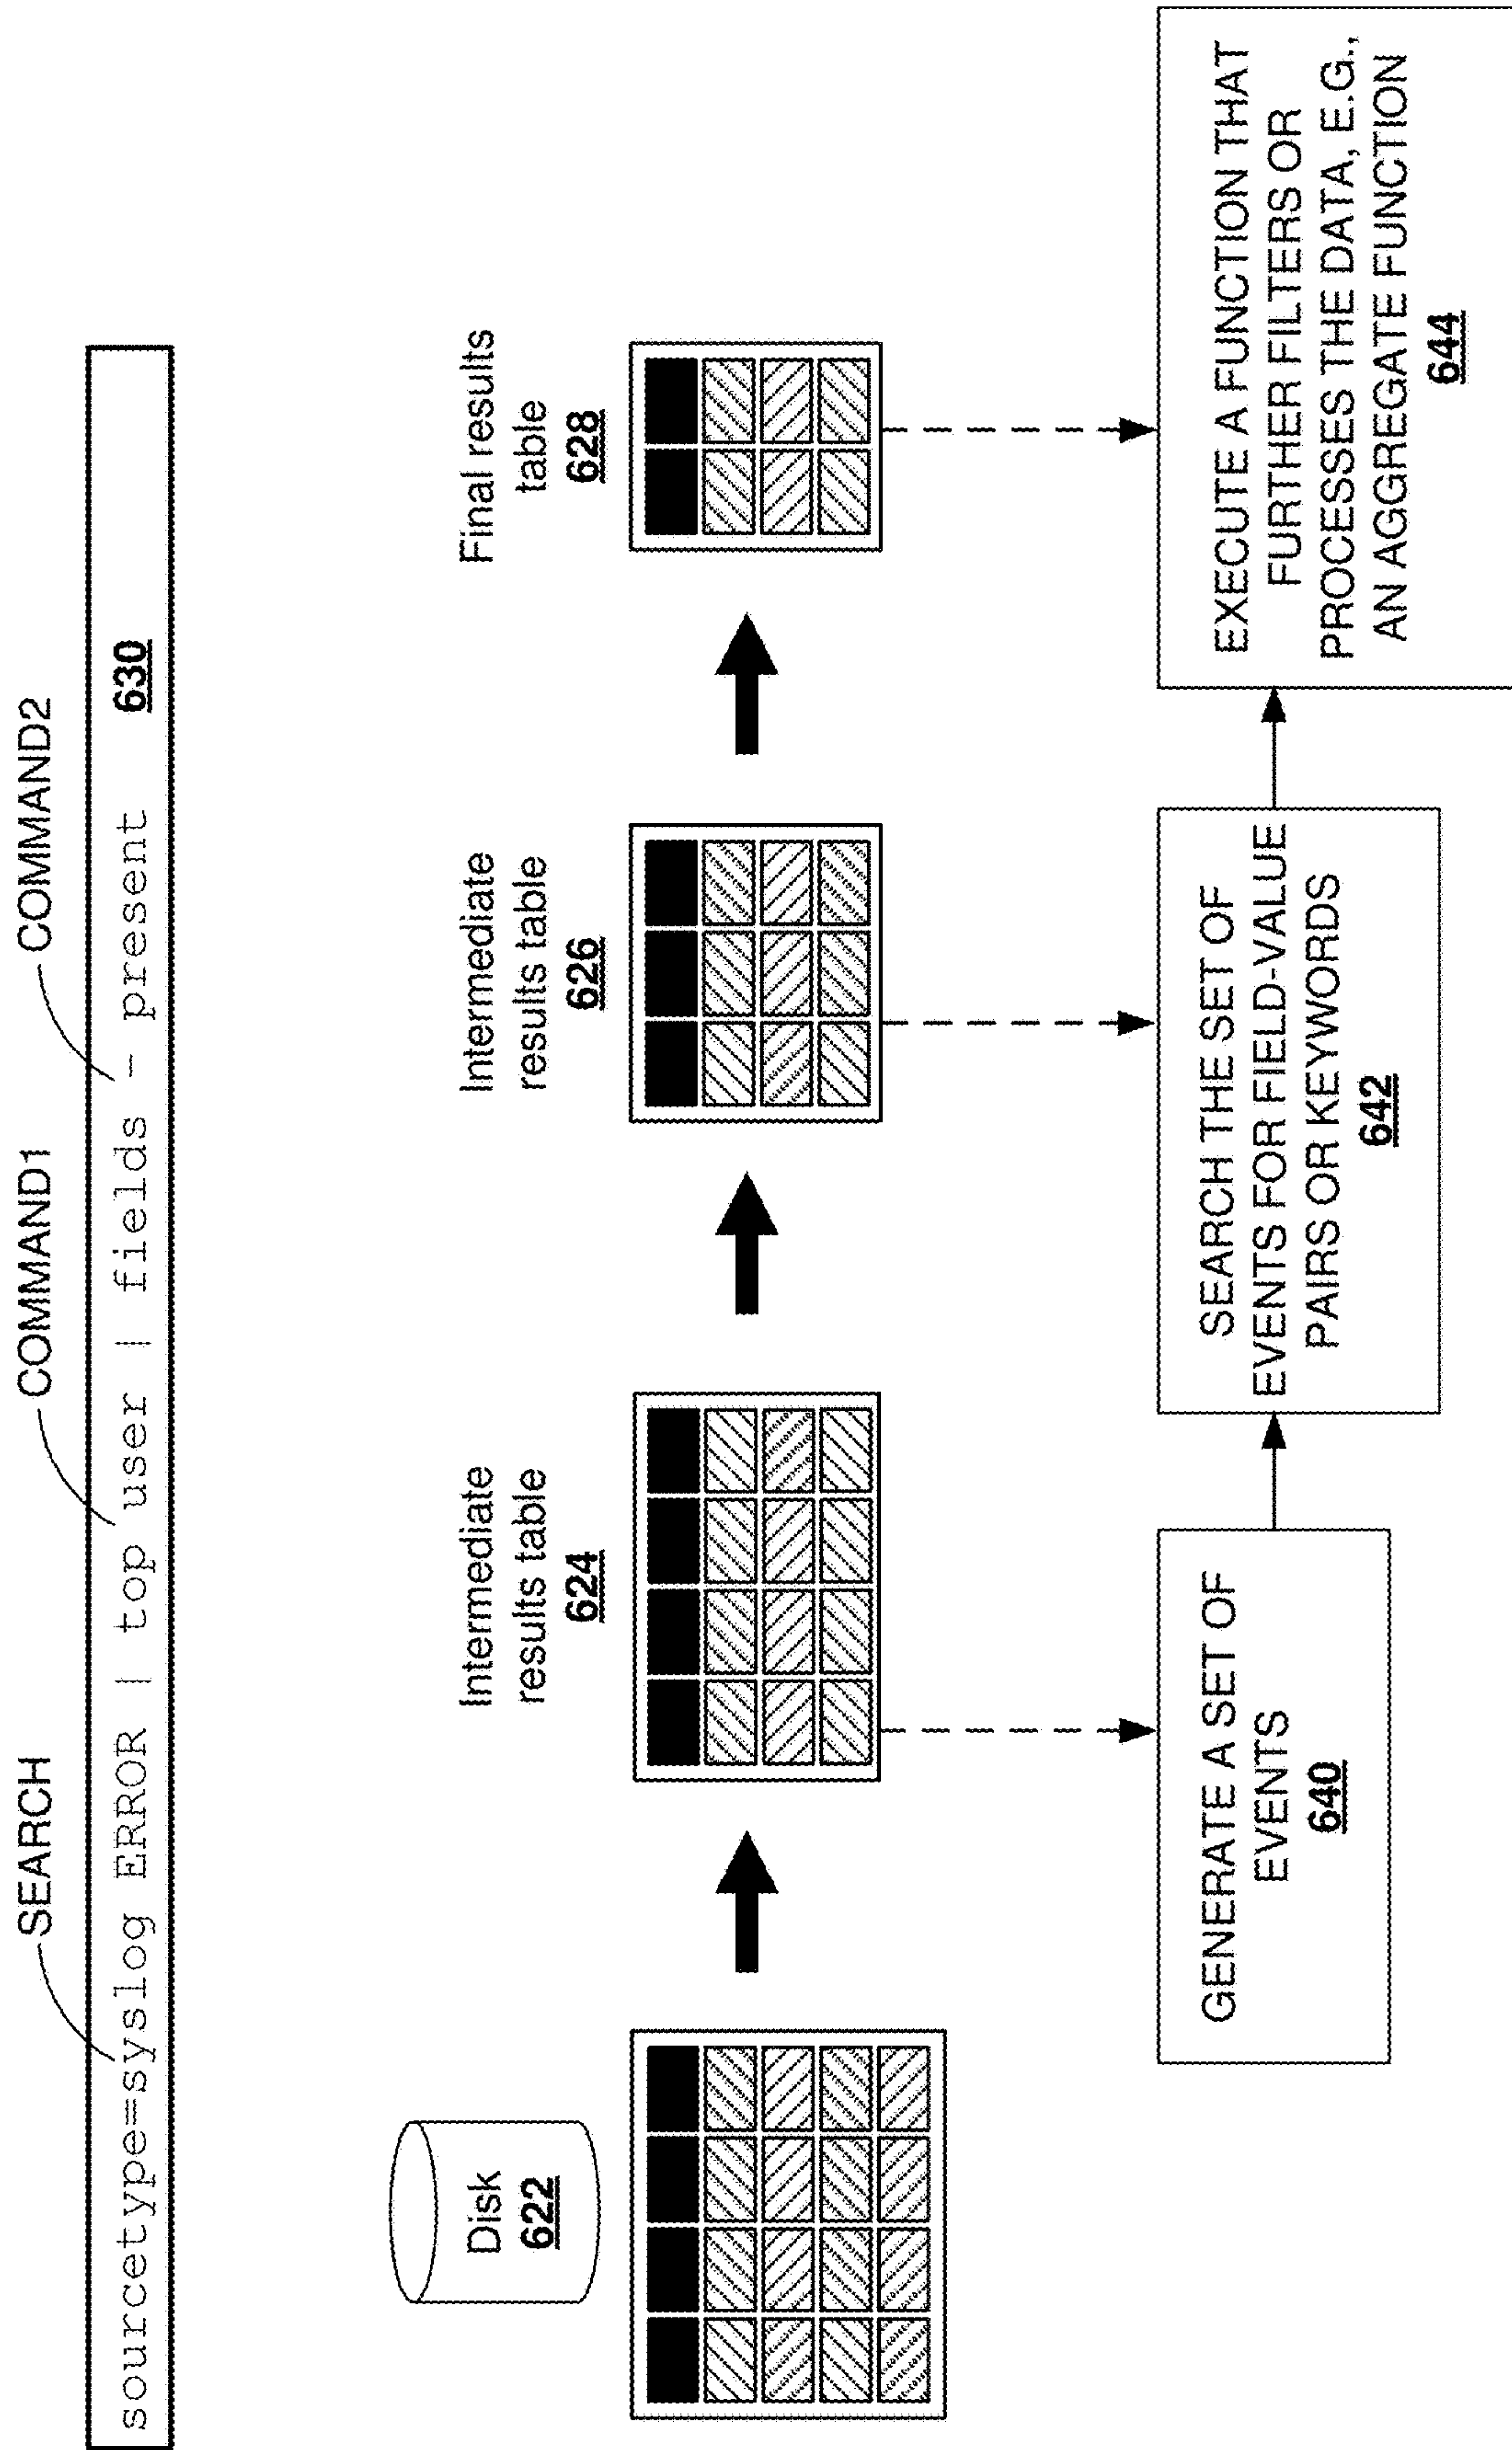 SEARCH
COMMAND1
COMMAND2
sourcetype=syslog ERROR | top user | fields – present 630
Disk
622
Intermediate
results table
624
Intermediate
results table
626
Final results
table
628
GENERATE A SET OF
EVENTS
640
SEARCH THE SET OF
EVENTS FOR FIELD-VALUE
PAIRS OR KEYWORDS
642
EXECUTE A FUNCTION THAT
FURTHER FILTERS OR
PROCESSES THE DATA, E.G.,
AN AGGREGATE FUNCTION
644